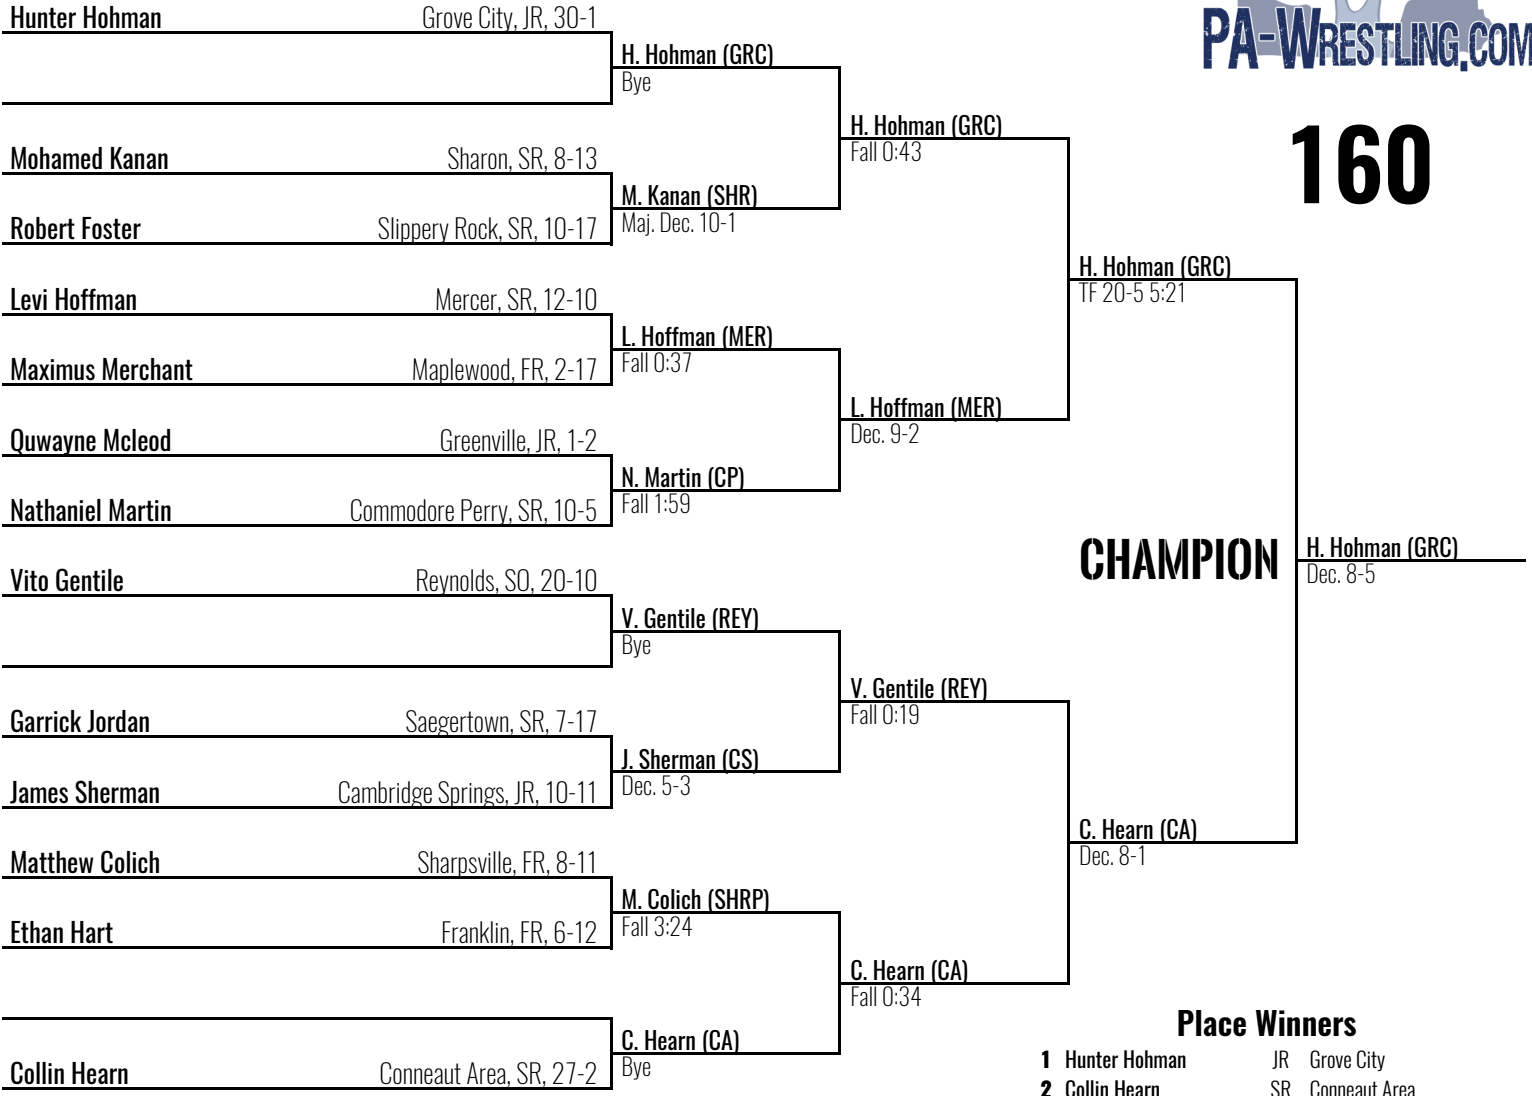 Hunter Hohman Grove City, JR, 30-1
H. Hohman (GRC)
Bye
Mohamed Kanan Sharon, SR, 8-13
Robert Foster Slippery Rock, SR, 10-17
M. Kanan (SHR)
Maj. Dec. 10-1
Levi Hoffman Mercer, SR, 12-10
Maximus Merchant Maplewood, FR, 2-17
L. Hoffman (MER)
Fall 0:37
Quwayne Mcleod Greenville, JR, 1-2
Nathaniel Martin Commodore Perry, SR, 10-5
N. Martin (CP)
Fall 1:59
Vito Gentile Reynolds, SO, 20-10
V. Gentile (REY)
Bye
Garrick Jordan Saegertown, SR, 7-17
James Sherman Cambridge Springs, JR, 10-11
J. Sherman (CS)
Dec. 5-3
Matthew Colich Sharpsville, FR, 8-11
Ethan Hart Franklin, FR, 6-12
M. Colich (SHRP)
Fall 3:24
Collin Hearn Conneaut Area, SR, 27-2
C. Hearn (CA)
Bye
H. Hohman (GRC)
Fall 0:43
L. Hoffman (MER)
Dec. 9-2
V. Gentile (REY)
Fall 0:19
C. Hearn (CA)
Fall 0:34
H. Hohman (GRC)
TF 20-5 5:21
C. Hearn (CA)
Dec. 8-1
CHAMPION
H. Hohman (GRC)
Dec. 8-5
PA-WRESTLING.COM
160
Place Winners
1 Hunter Hohman JR Grove City
2 Collin Hearn SR Conneaut Area